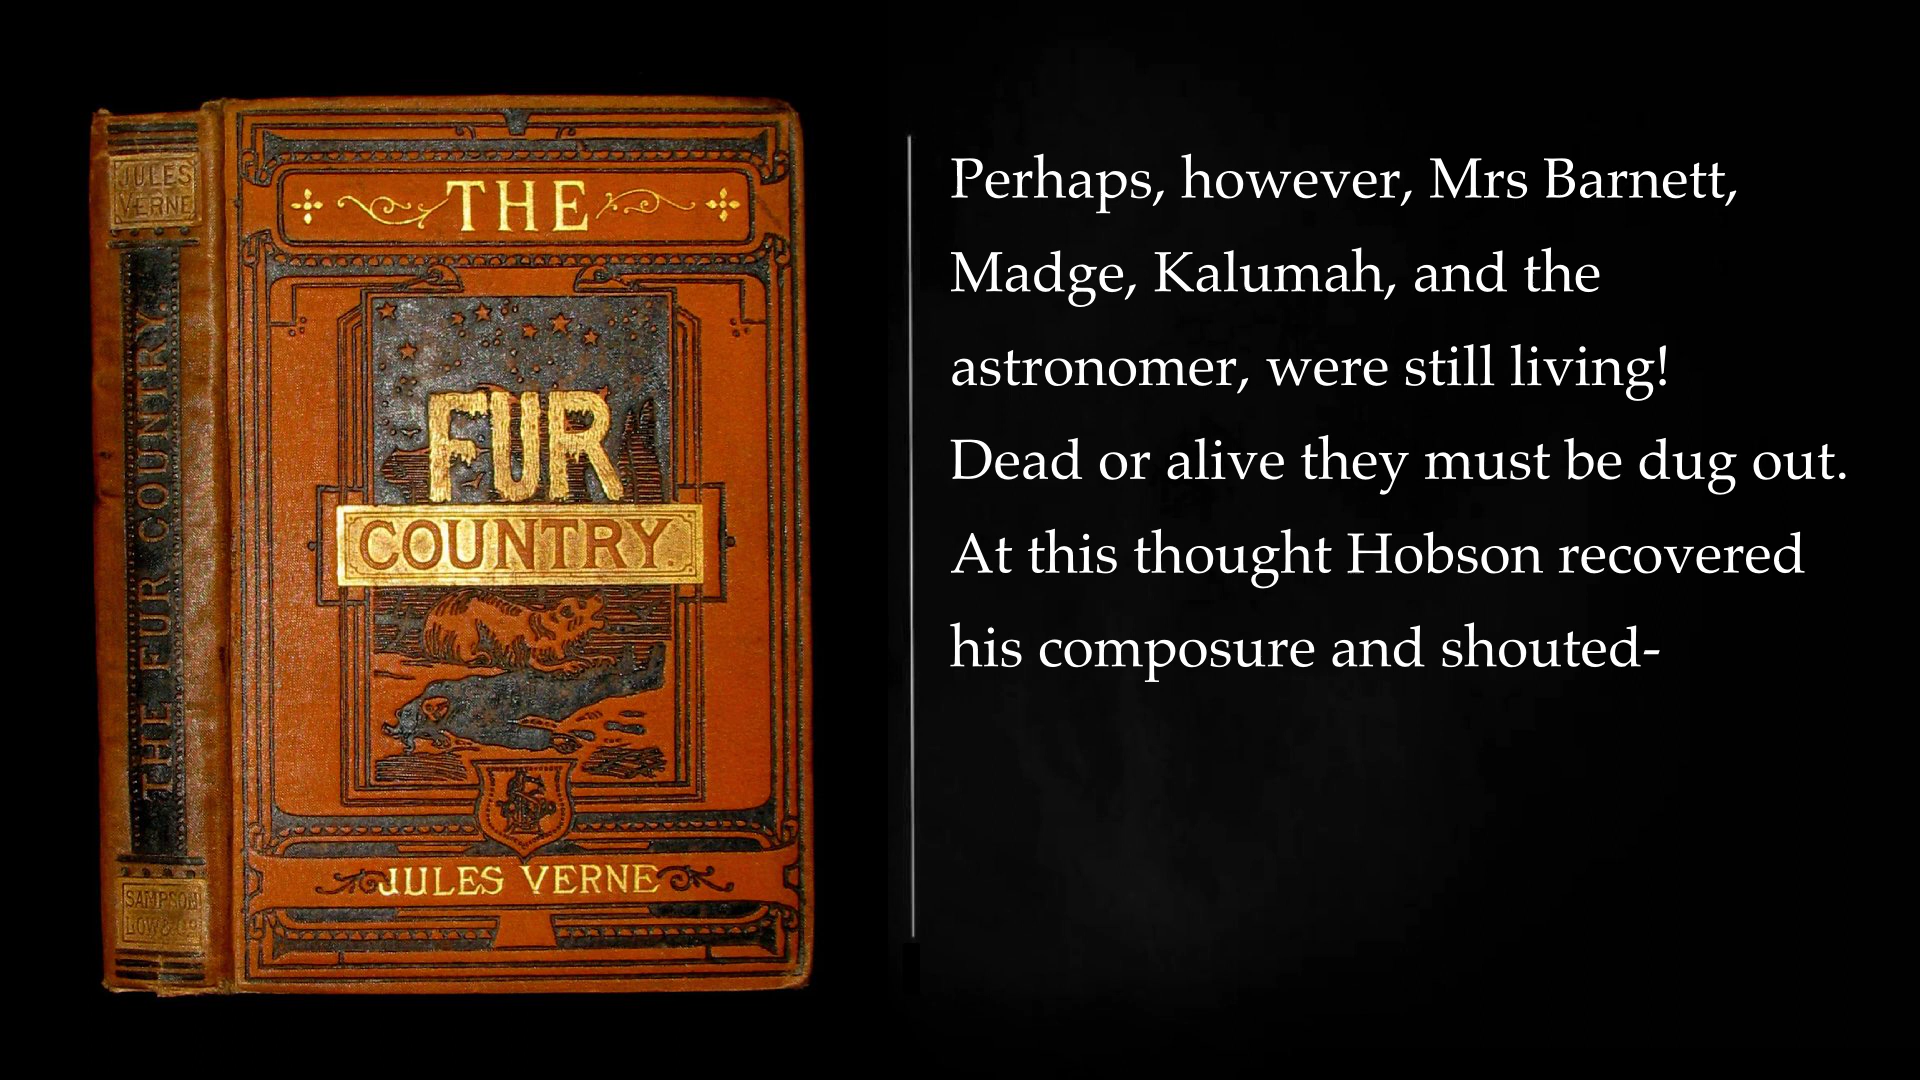 JULES
VERNE
THE FUR COUNTRY.
SAMPSON
LOW & Co
THE
FUR
COUNTRY.
JULES VERNE
Perhaps, however, Mrs Barnett,
Madge, Kalumah, and the
astronomer, were still living!
Dead or alive they must be dug out.
At this thought Hobson recovered
his composure and shouted-